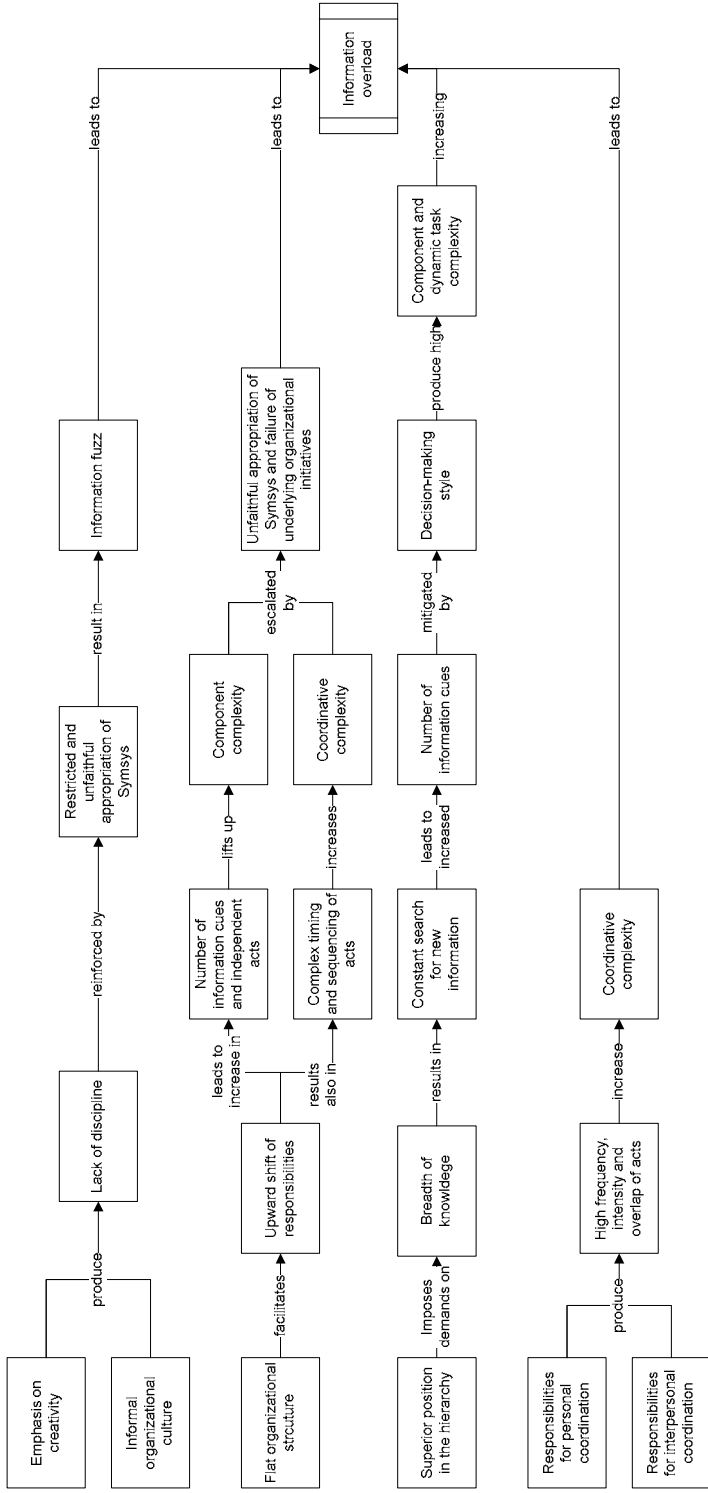 Emphasis on
creativity
Informal
organizational
culture
produce
Lack of discipline
reinforced by
Restricted and
unfaithful
appropriation of
Symsys
result in
Information fuzz
leads to
Flat organizational
strcuture
facilitates
Upward shift of
responsibilities
leads to
increase in
results
also in
Number of
information cues
and independent
acts
Complex timing
and sequencing of
acts
lifts up
increases
Component
complexity
Coordinative
complexity
escalated
by
Unfaithful appropriation of
Symsys and failure of
underlying organizational
initiatives
leads to
Information
overload
Superior position
in the hierarchy
Imposes
demands on
Breadth of
knowldege
results in
Constant search
for new
information
leads to
increased
Number of
information cues
mitigated
by
Decision-making
style
produce high
Component and
dynamic task
complexity
increasing
Responsibilities
for personal
coordination
Responsibilities
for interpersonal
coordination
produce
High frequency,
intensity and
overlap of acts
increase
Coordinative
complexity
leads to